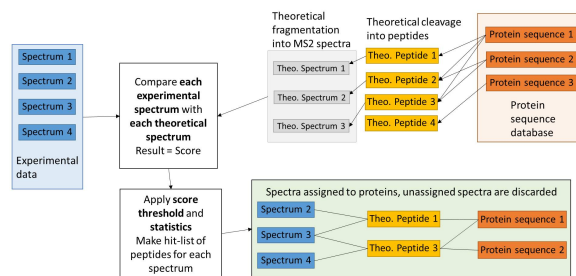 Theoretical
fragmentation
into MS2 spectra
Theoretical cleavage
into peptides
Spectrum 1
Spectrum 2
Spectrum 3
Spectrum 4
Experimental
data
Compare each
experimental
spectrum with
each theoretical
spectrum
Result = Score
Theo. Spectrum 1
Theo. Spectrum 2
Theo. Spectrum 3
Theo. Peptide 1
Theo. Peptide 2
Theo. Peptide 3
Theo. Peptide 4
Protein sequence 1
Protein sequence 2
Protein sequence 3
Protein
sequence
database
Apply score
threshold and
statistics
Make hit-list of
peptides for each
spectrum
Spectra assigned to proteins, unassigned spectra are discarded
Spectrum 2
Spectrum 3
Spectrum 4
Theo. Peptide 1
Theo. Peptide 3
Protein sequence 1
Protein sequence 2